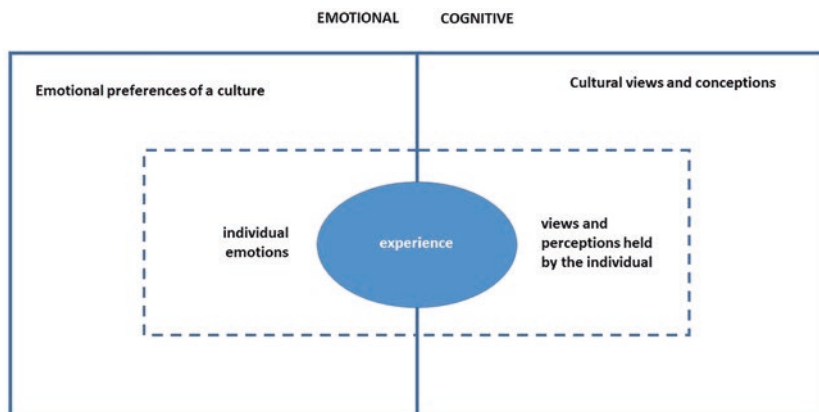 EMOTIONAL COGNITIVE
Emotional preferences of a culture
Cultural views and conceptions
individual
emotions
experience
views and
perceptions held
by the individual